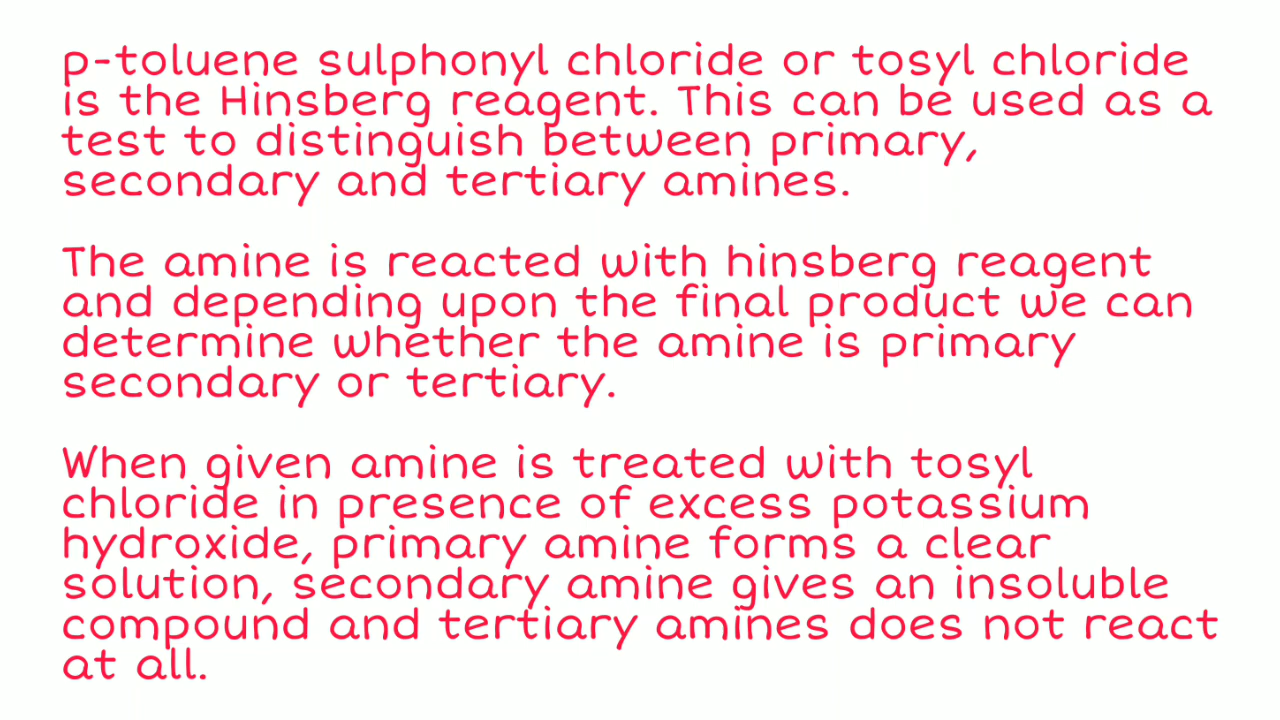 p-toluene sulphonyl chloride or tosyl chloride
is the Hinsberg reagent. This can be used as a
test to distinguish between primary,
secondary and tertiary amines.
The amine is reacted with hinsberg reagent
and depending upon the final product we can
determine whether the amine is primary
secondary or tertiary.
When given amine is treated with tosyl
chloride in presence of excess potassium
hydroxide, primary amine forms a clear
solution, secondary amine gives an insoluble
compound and tertiary amines does not react
at all.